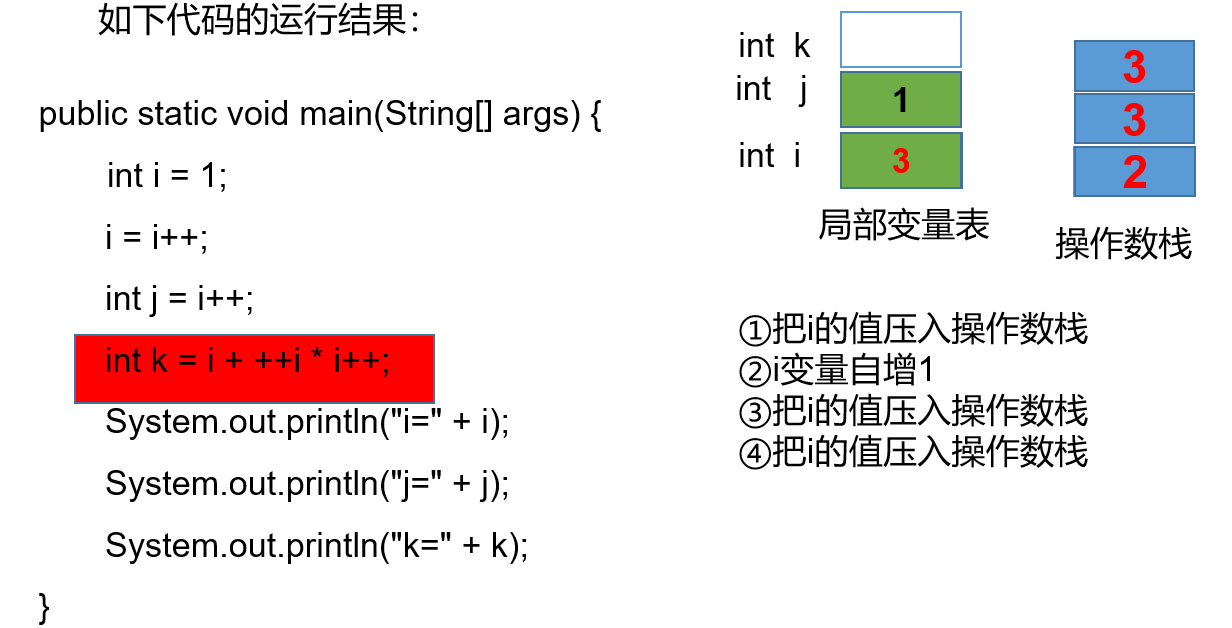 如下代码的运行结果：
public static void main(String[] args) {
int i = 1;
i = i++;
int j = i++;
int k = i + ++i * i++;
System.out.println("i=" + i);
System.out.println("j=" + j);
System.out.println("k=" + k);
}
int k
int j 1
int i 3
局部变量表
3
3
2
操作数栈
①把i的值压入操作数栈
②i变量自增1
③把i的值压入操作数栈
④把i的值压入操作数栈